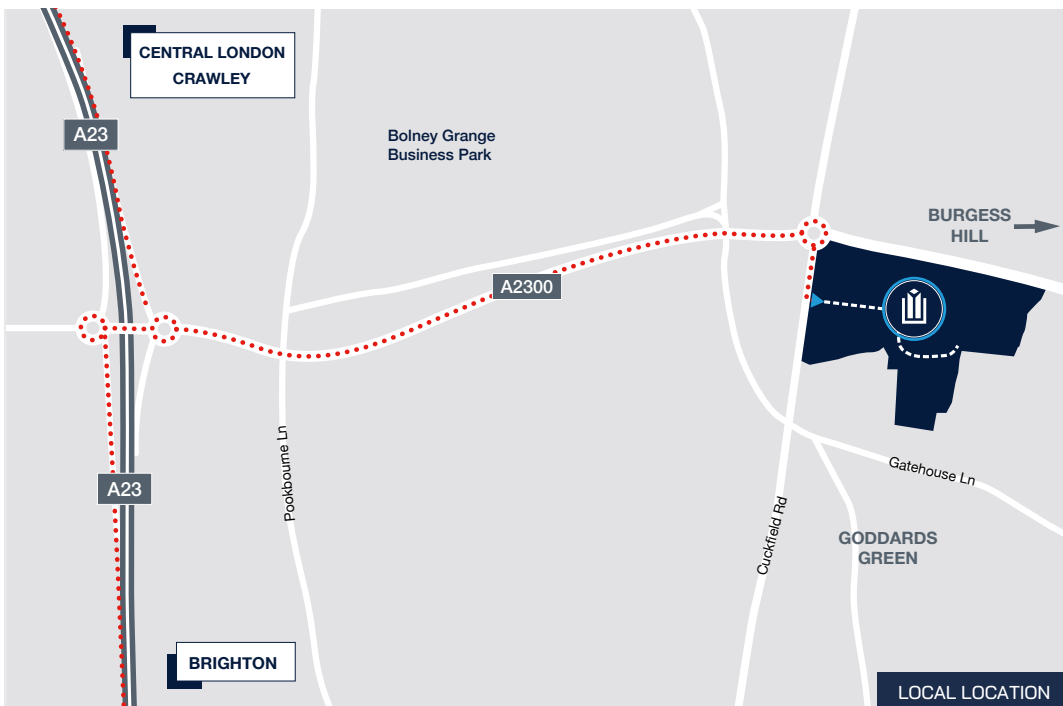 CENTRAL LONDON
CRAWLEY
A23
Bolney Grange
Business Park
BURGESS
HILL
A2300
Pookbourne Ln
A23
Gatehouse Ln
Cuckfield Rd
GODDARDS
GREEN
BRIGHTON
LOCAL LOCATION